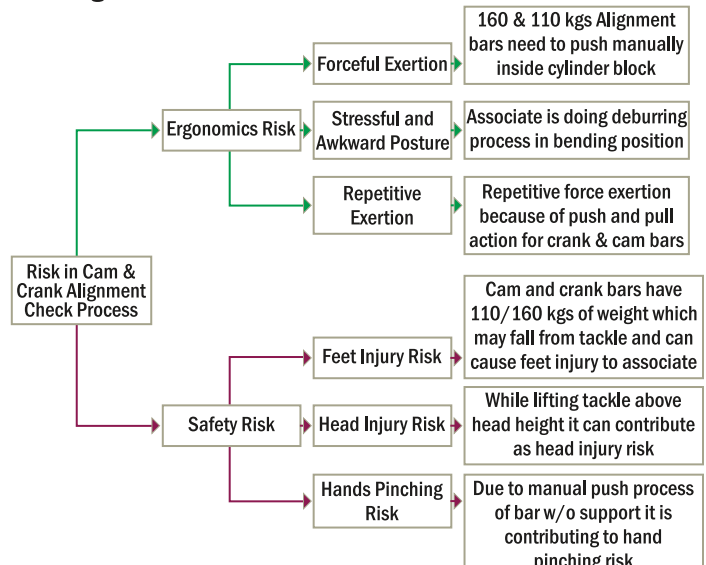 160 & 110 kgs Alignment
bars need to push manually
inside cylinder block
Forceful Exertion
Ergonomics Risk
Stressful and
Awkward Posture
Associate is doing deburring
process in bending position
Repetitive
Exertion
Repetitive force exertion
because of push and pull
action for crank & cam bars
Risk in Cam &
Crank Alignment
Check Process
Cam and crank bars have
110/160 kgs of weight which
may fall from tackle and can
cause feet injury to associate
Feet Injury Risk
Safety Risk
Head Injury Risk
While lifting tackle above
head height it can contribute
as head injury risk
Hands Pinching
Risk
Due to manual push process
of bar w/o support it is
contributing to hand
pinching risk